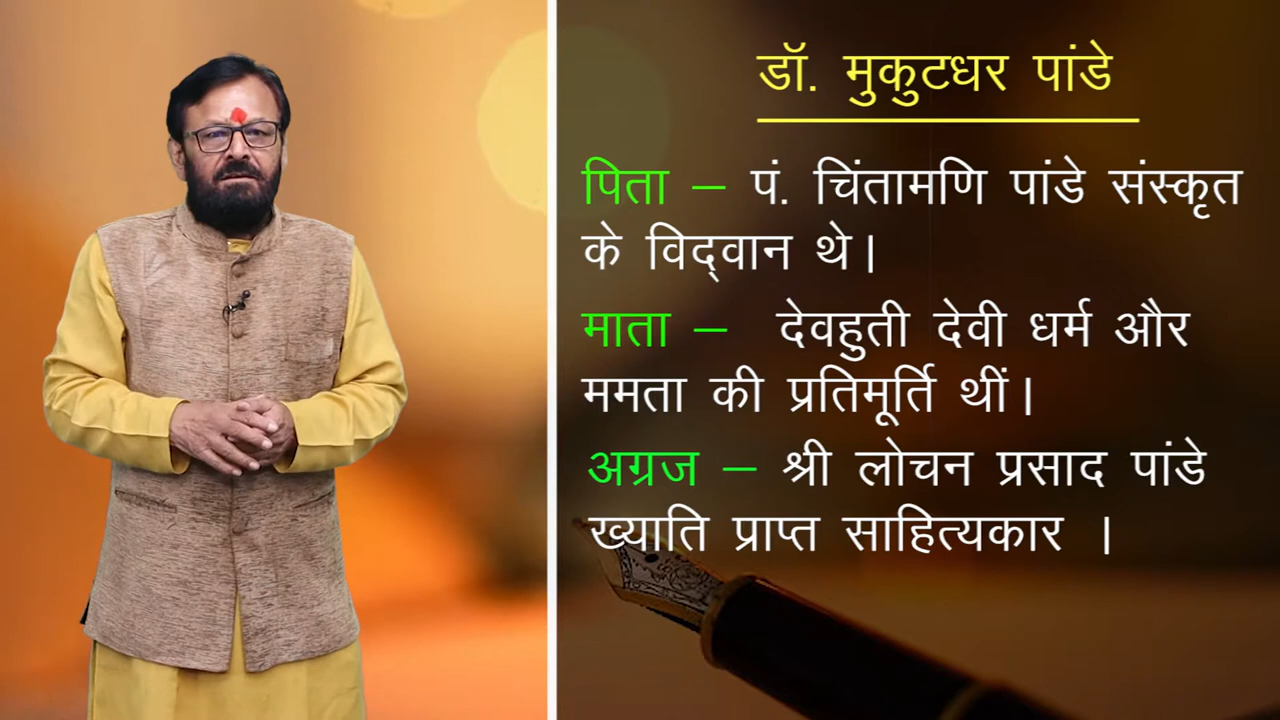 डॉ. मुकुटधर पांडे
पिता – पं. चिंतामणि पांडे संस्कृत
के विद्‌वान थे।
माता – देवहुती देवी धर्म और
ममता की प्रतिमूर्ति थीं।
अग्रज – श्री लोचन प्रसाद पांडे
ख्याति प्राप्त साहित्यकार ।